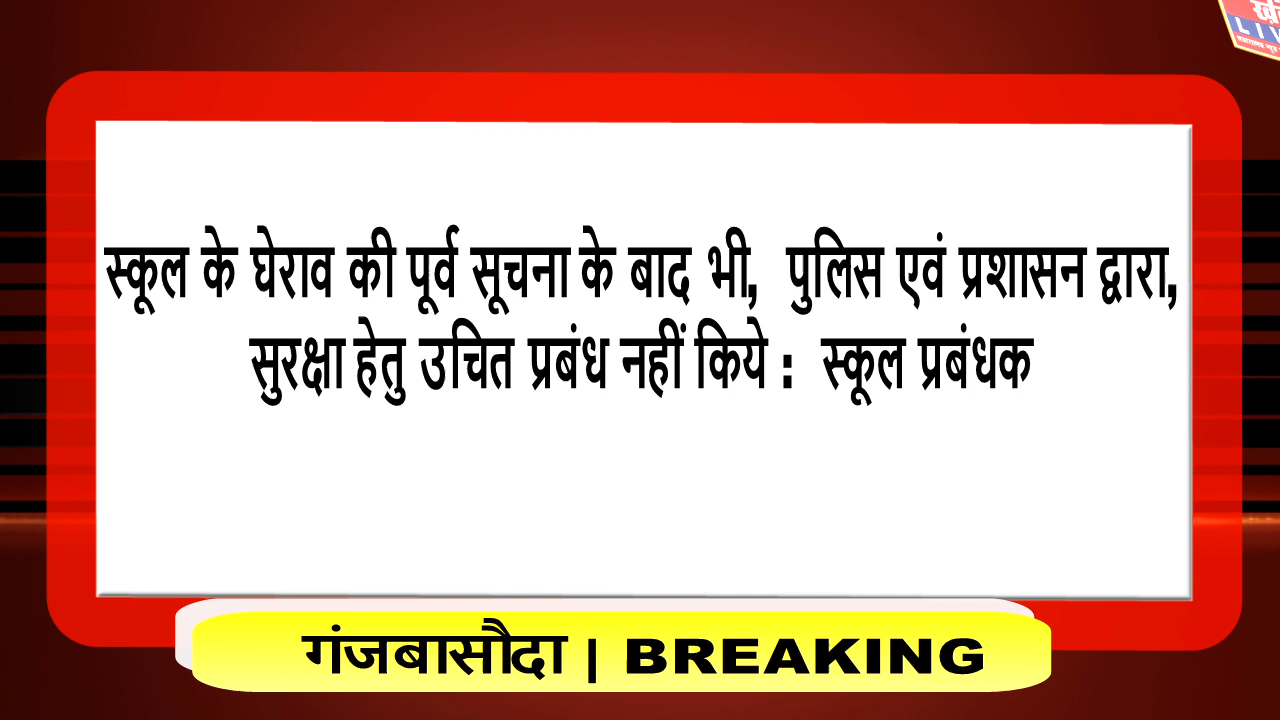 स्कूल के घेराव की पूर्व सूचना के बाद भी, पुलिस एवं प्रशासन द्वारा,
सुरक्षा हेतु उचित प्रबंध नहीं किये : स्कूल प्रबंधक
गंजबासौदा | BREAKING